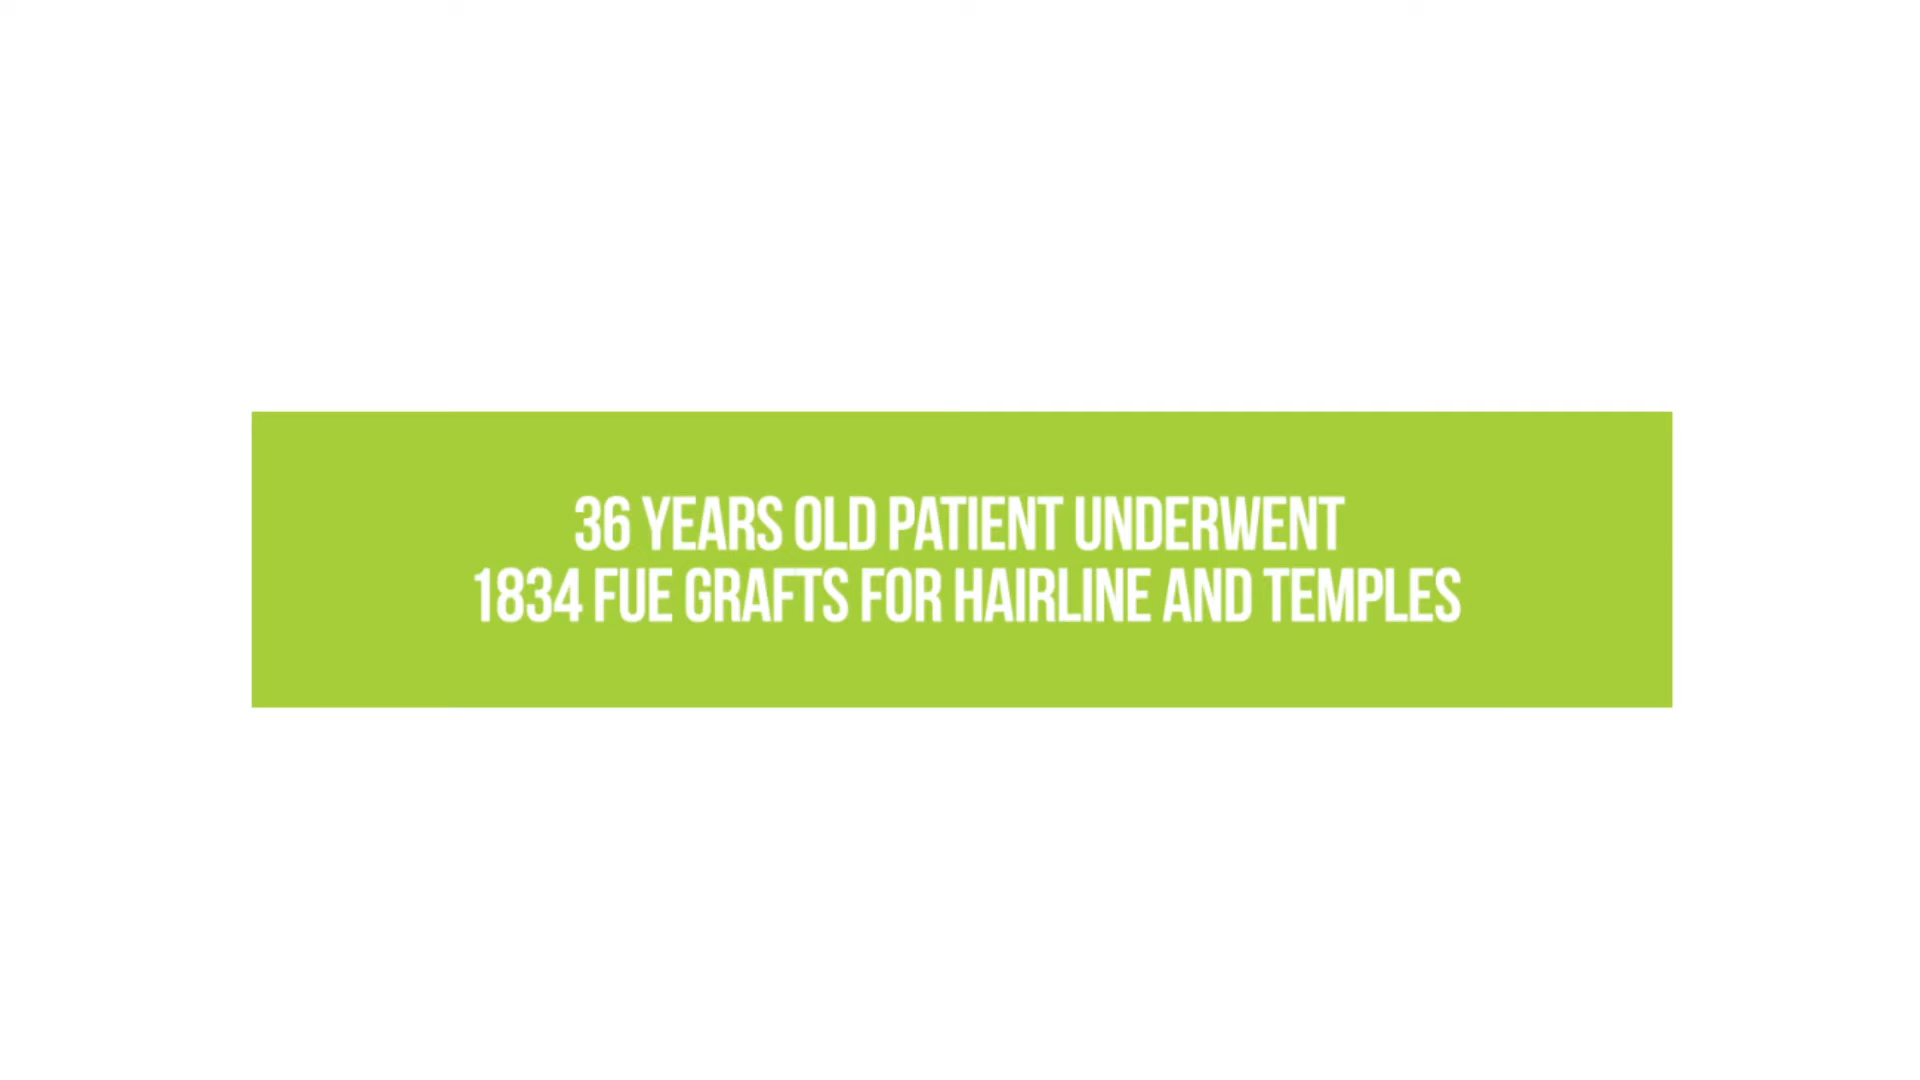 36 YEARS OLD PATIENT UNDERWENT
1834 FUE GRAFTS FOR HAIRLINE AND TEMPLES